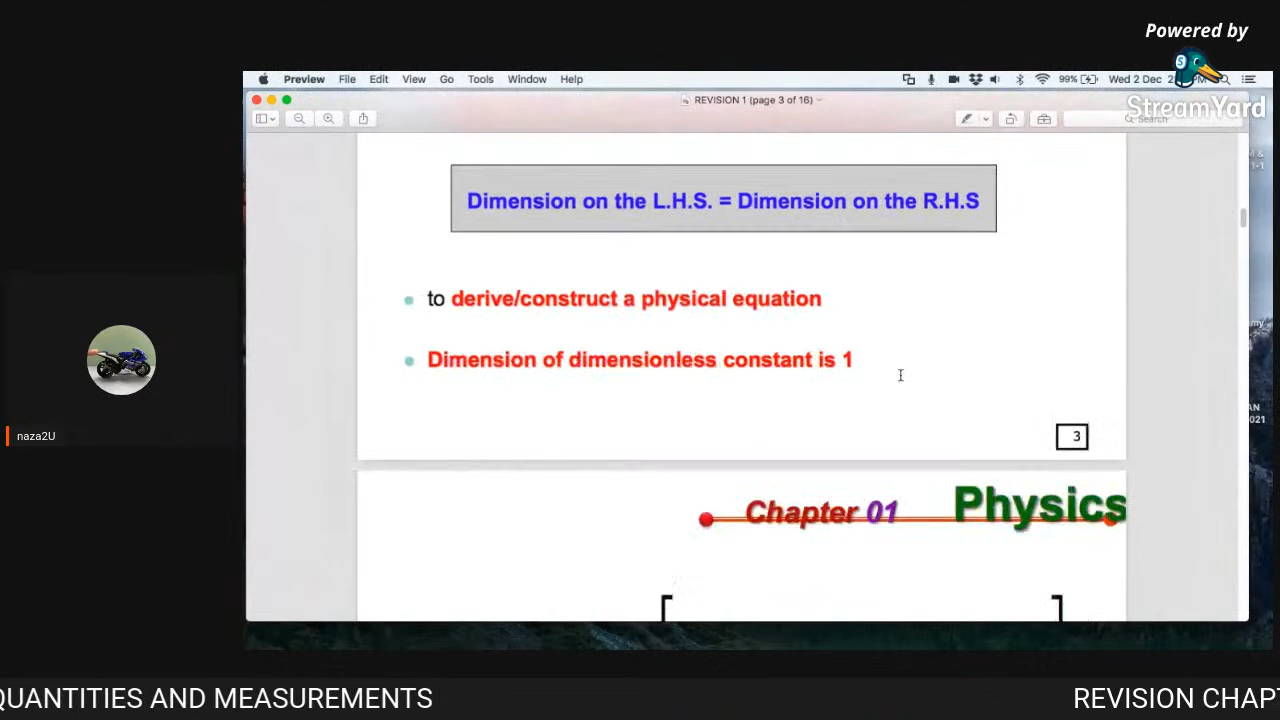 Powered by
StreamYard
Preview File Edit View Go Tools Window Help
99% Wed 2 Dec
REVISION 1 (page 3 of 16)
Search
Dimension on the L.H.S. = Dimension on the R.H.S
to derive/construct a physical equation
Dimension of dimensionless constant is 1
3
Chapter 01 Physics
[ ]
naza2U
QUANTITIES AND MEASUREMENTS
REVISION CHAPT